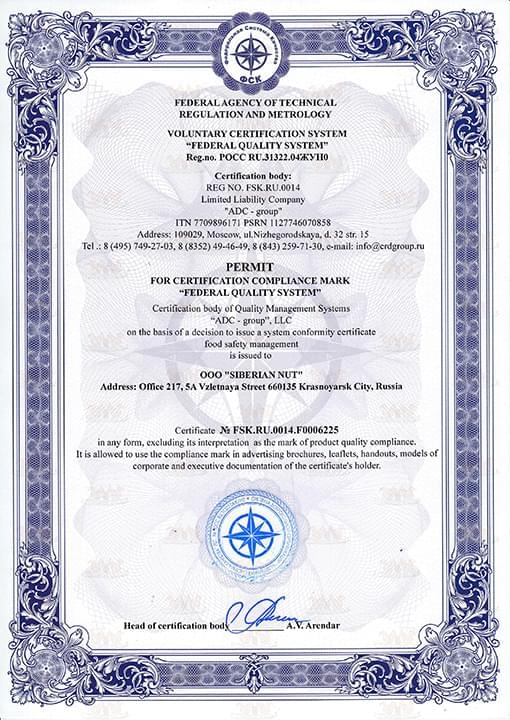 Федеральная Система Качества
ФСК
FEDERAL AGENCY OF TECHNICAL
REGULATION AND METROLOGY
VOLUNTARY CERTIFICATION SYSTEM
“FEDERAL QUALITY SYSTEM”
Reg.no. РОСС RU.31322.04ЖУН0
Certification body:
REG NO. FSK.RU.0014
Limited Liability Company
"ADC - group"
ITN 7709896171 PSRN 1127746070858
Address: 109029, Moscow, ul.Nizhegorodskaya, d. 32 str. 15
Tel .: 8 (495) 749-27-03, 8 (8352) 49-46-49, 8 (843) 259-71-30, e-mail: info@crdgroup.ru
PERMIT
FOR CERTIFICATION COMPLIANCE MARK
“FEDERAL QUALITY SYSTEM”
Certification body of Quality Management Systems
“ADC - group”, LLC
on the basis of a decision to issue a system conformity certificate
food safety management
is issued to
OOO "SIBERIAN NUT"
Address: Office 217, 5A Vzletnaya Street 660135 Krasnoyarsk City, Russia
Certificate № FSK.RU.0014.F0006225
in any form, excluding its interpretation as the mark of product quality compliance.
It is allowed to use the compliance mark in advertising brochures, leaflets, handouts, models of
corporate and executive documentation of the certificate's holder.
Head of certification body A.V. Arendar